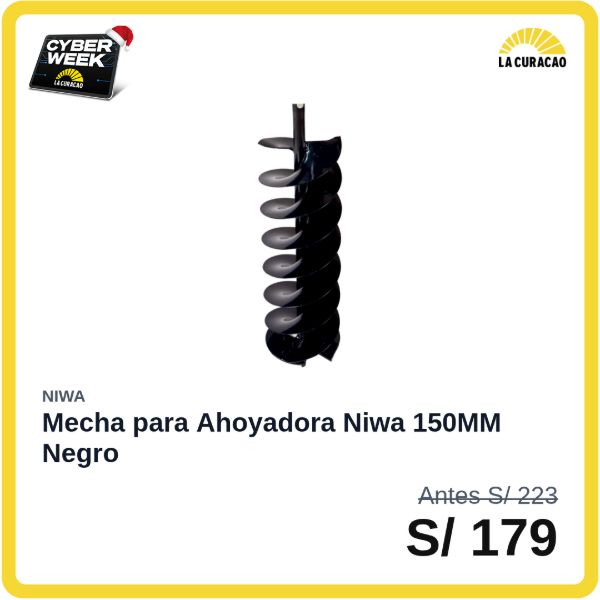 CYBER
WEEK
LA CURACAO
LA CURACAO
NIWA
Mecha para Ahoyadora Niwa 150MM
Negro
Antes S/ 223
S/ 179